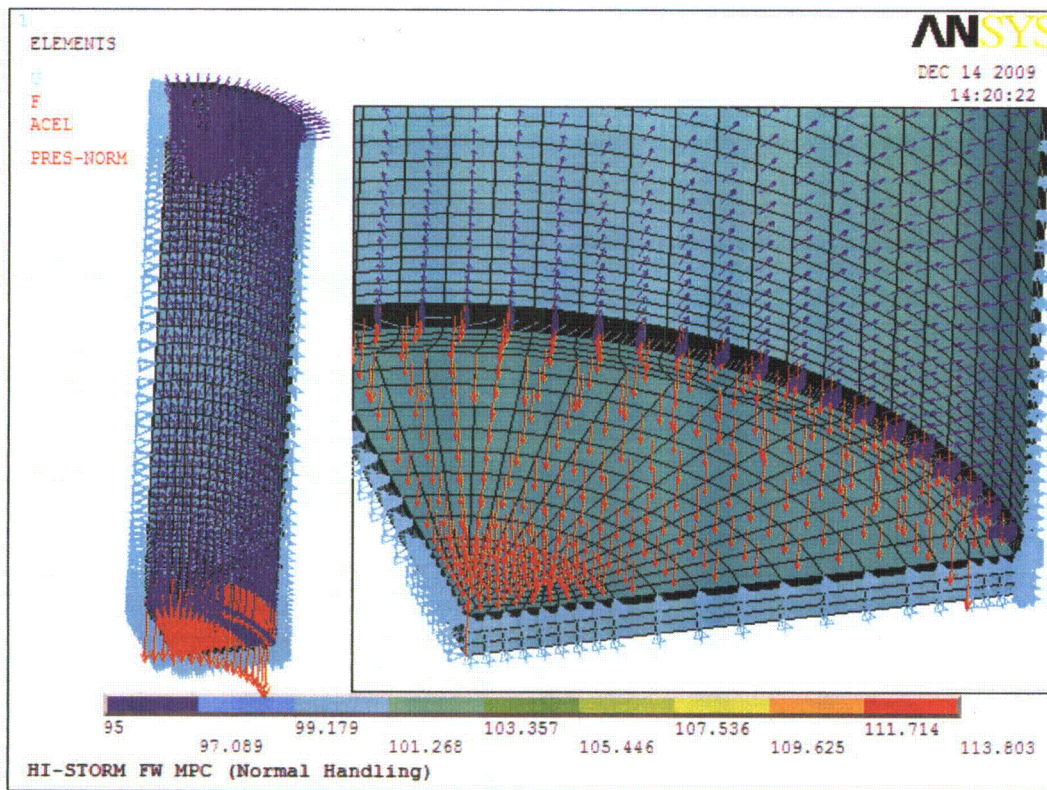 1
ELEMENTS
U
F
ACEL
PRES-NORM
ANSYS
DEC 14 2009
14:20:22
95 99.179 103.357 107.536 111.714
97.089 101.268 105.446 109.625 113.803
HI-STORM FW MPC (Normal Handling)